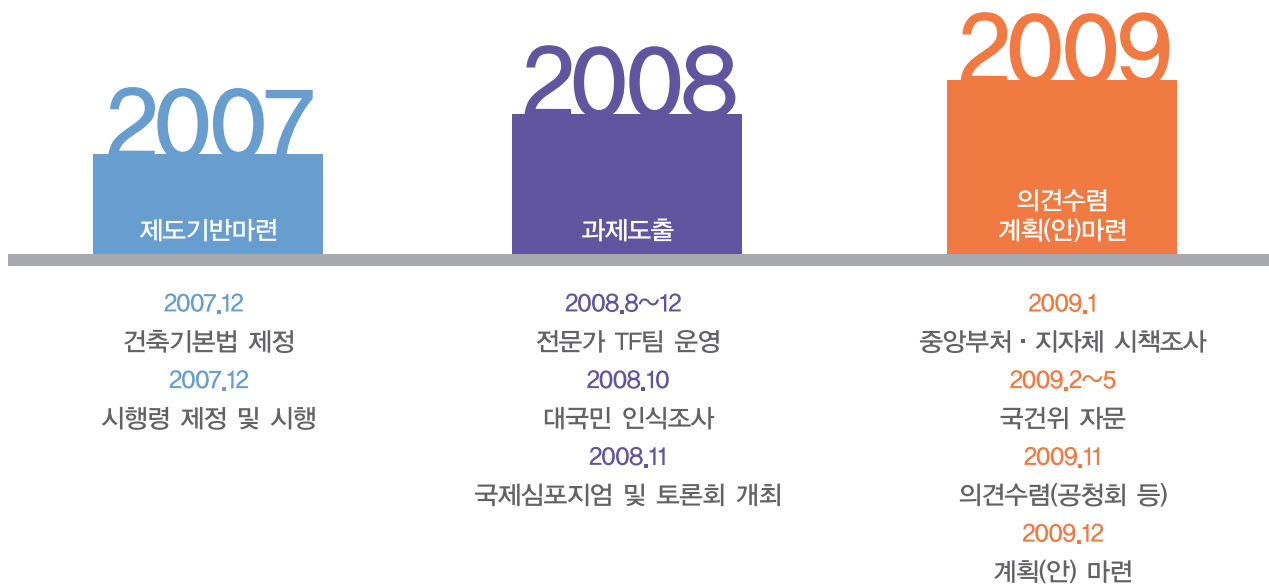 2007
제도기반마련
2007.12
건축기본법 제정
2007.12
시행령 제정 및 시행
2008
과제도출
2008.8~12
전문가 TF팀 운영
2008.10
대국민 인식조사
2008.11
국제심포지엄 및 토론회 개최
2009
의견수렴
계획(안)마련
2009.1
중앙부처·지자체 시책조사
2009.2~5
국건위 자문
2009.11
의견수렴(공청회 등)
2009.12
계획(안) 마련